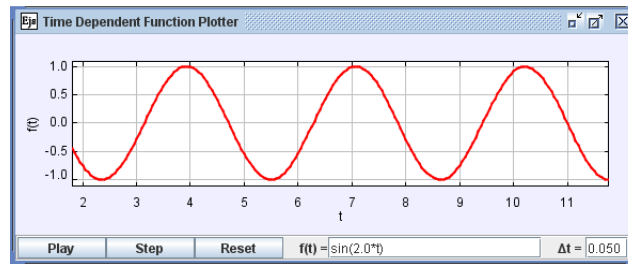 Ejs Time Dependent Function Plotter
1.0
0.5
0.0
-0.5
-1.0
f(t)
2 3 4 5 6 7 8 9 10 11
t
Play Step Reset f(t) = sin(2.0*t) Δt = 0.050